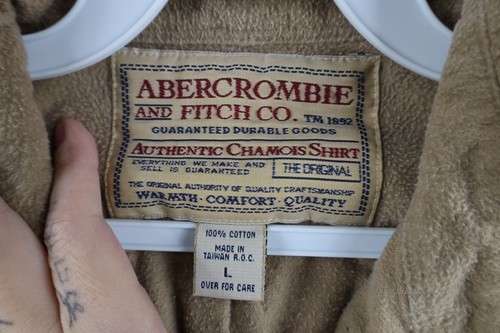 ABERCROMBIE
AND FITCH CO. TM 1892
GUARANTEED DURABLE GOODS
AUTHENTIC CHAMOIS SHIRT
EVERYTHING WE MAKE AND
SELL IS GUARANTEED
THE ORIGINAL
THE ORIGINAL AUTHORITY OF QUALITY CRAFTSMANSHIP
WARMTH · COMFORT · QUALITY
100% COTTON
MADE IN
TAIWAN R.O.C.
L
OVER FOR CARE